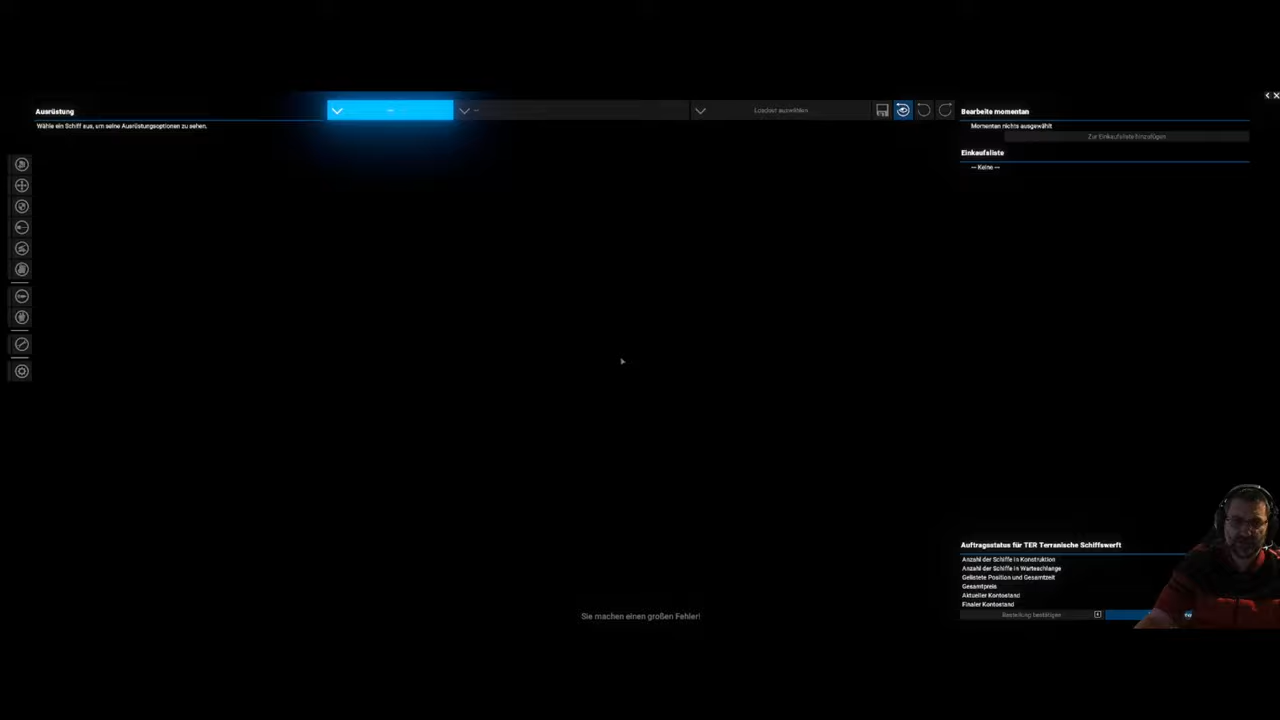 Ausrüstung
Wähle ein Schiff aus, um seine Ausrüstungsoptionen zu sehen.
--
--
Loadout auswählen
Bearbeite momentan
Momentan nichts ausgewählt
Zur Einkaufsliste hinzufügen
Einkaufsliste
-- Keine --
Auftragsstatus für TER Terranische Schiffswerft
Anzahl der Schiffe in Konstruktion
Anzahl der Schiffe in Warteschlange
Gelistete Position und Gesamtzeit
Gesamtpreis
Aktueller Kontostand
Finaler Kontostand
Bestellung bestätigen
Sie machen einen großen Fehler!